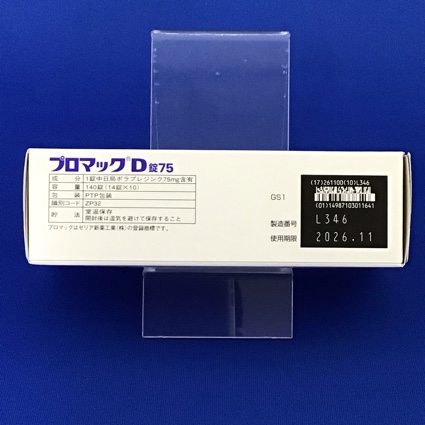 プロマック®D錠75
成分 1錠中日局ポラプレジンク75mg含有
容量 140錠(14錠×10)
包装 PTP包装
識別コード ZP32
貯法 室温保存
開封後は湿気を避けて保存すること
プロマックはゼリア新薬工業(株)の登録商標です。
(17)261100(10)L346
GS1
(01)14987103011641
製造番号 L346
使用期限 2026.11